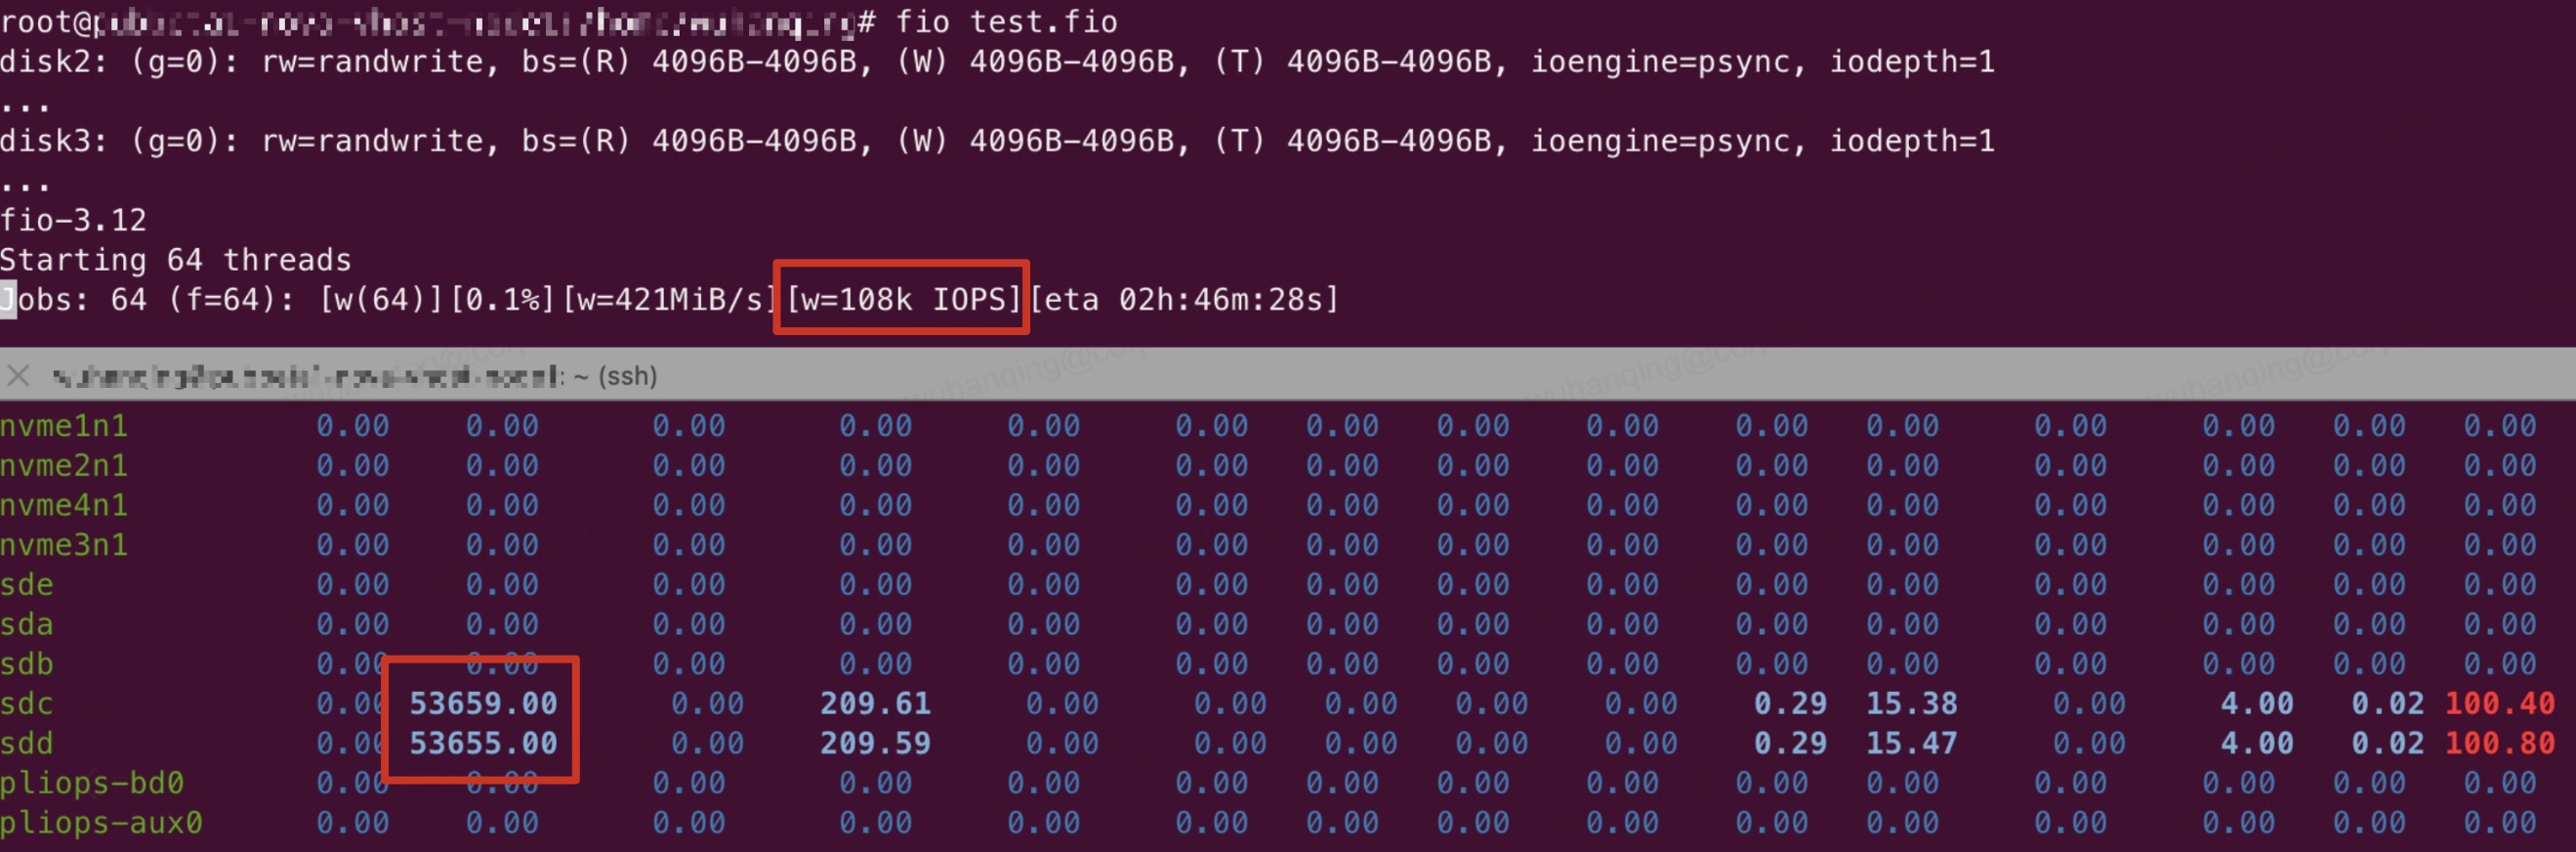 root@ # fio test.fio
disk2: (g=0): rw=randwrite, bs=(R) 4096B-4096B, (W) 4096B-4096B, (T) 4096B-4096B, ioengine=psync, iodepth=1
...
disk3: (g=0): rw=randwrite, bs=(R) 4096B-4096B, (W) 4096B-4096B, (T) 4096B-4096B, ioengine=psync, iodepth=1
...
fio-3.12
Starting 64 threads
Jobs: 64 (f=64): [w(64)][0.1%][w=421MiB/s][w=108k IOPS][eta 02h:46m:28s]
: ~ (ssh)
nvme1n1 0.00 0.00 0.00 0.00 0.00 0.00 0.00 0.00 0.00 0.00 0.00 0.00 0.00 0.00 0.00
nvme2n1 0.00 0.00 0.00 0.00 0.00 0.00 0.00 0.00 0.00 0.00 0.00 0.00 0.00 0.00 0.00
nvme4n1 0.00 0.00 0.00 0.00 0.00 0.00 0.00 0.00 0.00 0.00 0.00 0.00 0.00 0.00 0.00
nvme3n1 0.00 0.00 0.00 0.00 0.00 0.00 0.00 0.00 0.00 0.00 0.00 0.00 0.00 0.00 0.00
sde 0.00 0.00 0.00 0.00 0.00 0.00 0.00 0.00 0.00 0.00 0.00 0.00 0.00 0.00 0.00
sda 0.00 0.00 0.00 0.00 0.00 0.00 0.00 0.00 0.00 0.00 0.00 0.00 0.00 0.00 0.00
sdb 0.00 0.00 0.00 0.00 0.00 0.00 0.00 0.00 0.00 0.00 0.00 0.00 0.00 0.00 0.00
sdc 0.00 53659.00 0.00 209.61 0.00 0.00 0.00 0.00 0.00 0.29 15.38 0.00 4.00 0.02 100.40
sdd 0.00 53655.00 0.00 209.59 0.00 0.00 0.00 0.00 0.00 0.29 15.47 0.00 4.00 0.02 100.80
pliops-bd0 0.00 0.00 0.00 0.00 0.00 0.00 0.00 0.00 0.00 0.00 0.00 0.00 0.00 0.00 0.00
pliops-aux0 0.00 0.00 0.00 0.00 0.00 0.00 0.00 0.00 0.00 0.00 0.00 0.00 0.00 0.00 0.00